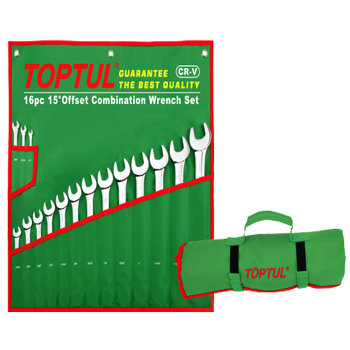 TOPTUL®
GUARANTEE
THE BEST QUALITY
CR-V
16pc 15°Offset Combination Wrench Set
TOPTUL®